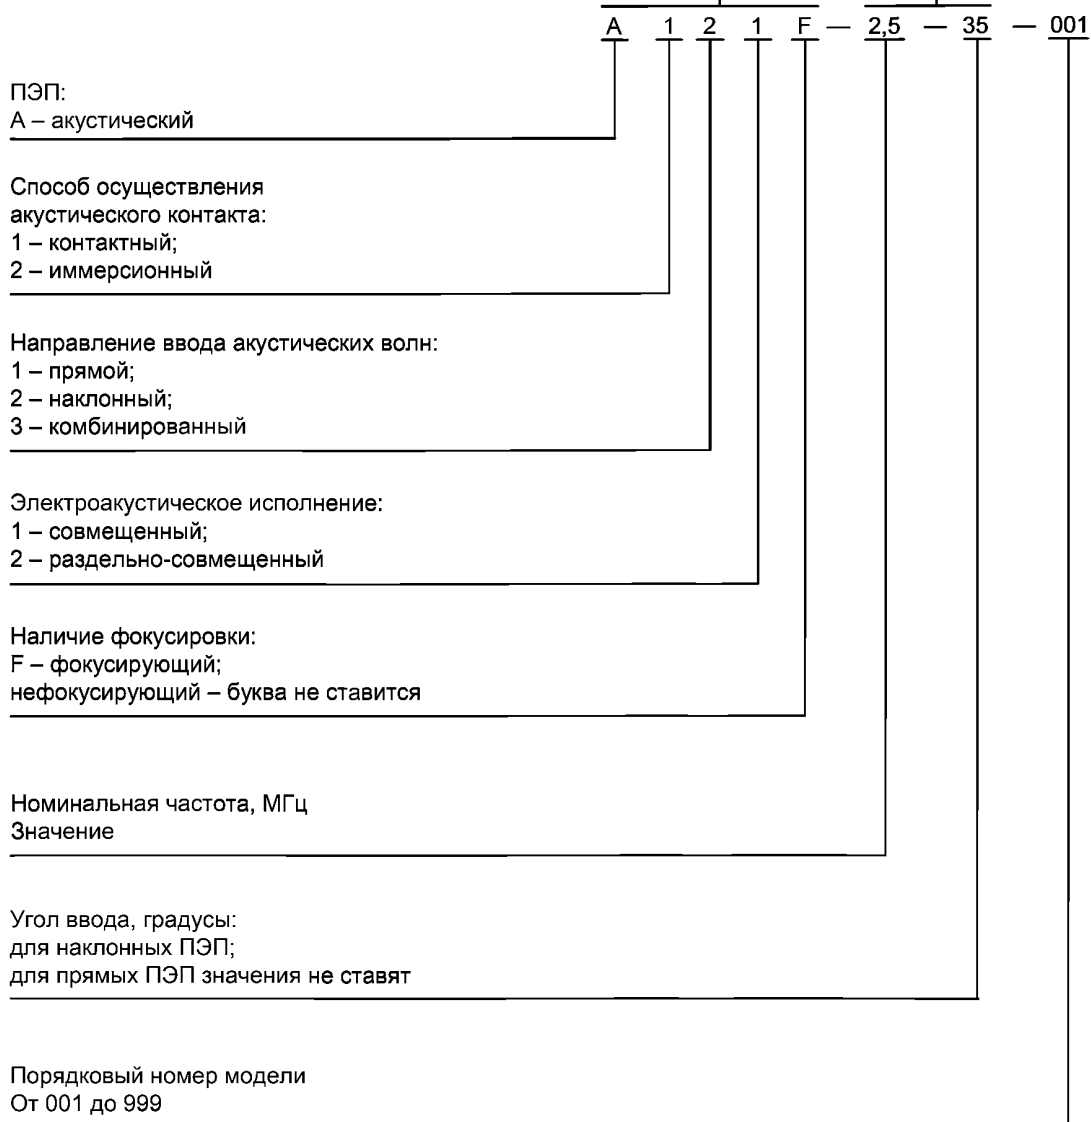 А 1 2 1 F — 2,5 — 35 — 001
ПЭП:
А – акустический
Способ осуществления
акустического контакта:
1 – контактный;
2 – иммерсионный
Направление ввода акустических волн:
1 – прямой;
2 – наклонный;
3 – комбинированный
Электроакустическое исполнение:
1 – совмещенный;
2 – раздельно-совмещенный
Наличие фокусировки:
F – фокусирующий;
нефокусирующий – буква не ставится
Номинальная частота, МГц
Значение
Угол ввода, градусы:
для наклонных ПЭП;
для прямых ПЭП значения не ставят
Порядковый номер модели
От 001 до 999